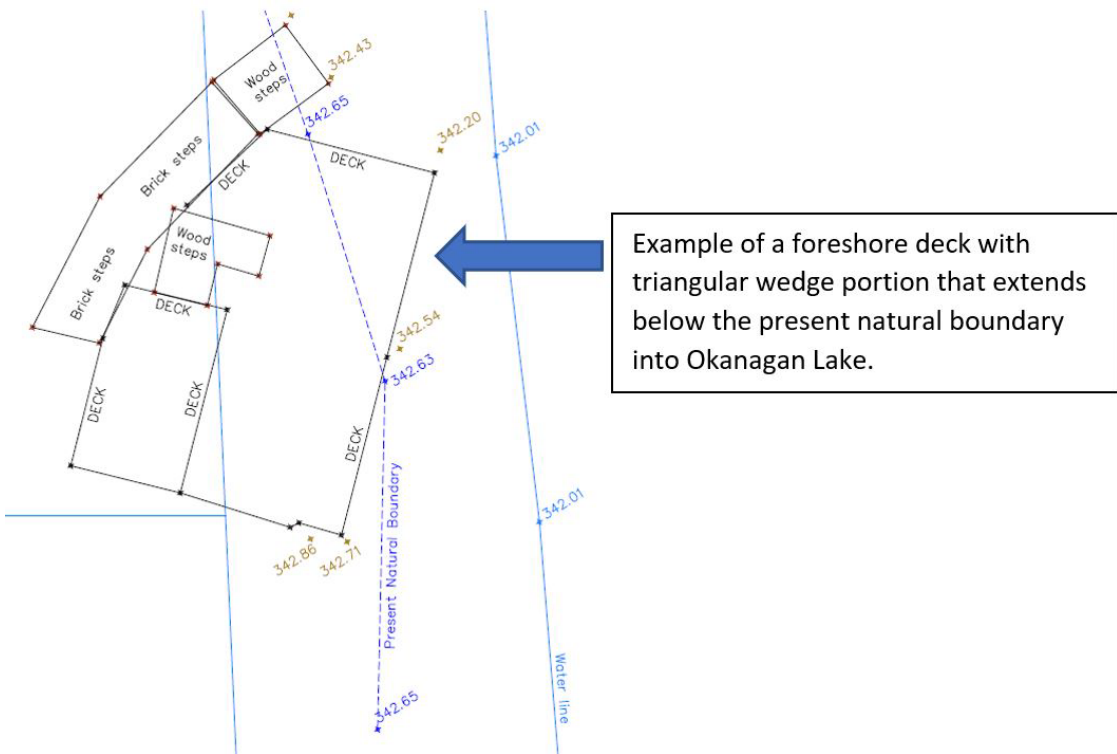 342.43
Wood
steps
342.65
342.20
342.01
DECK
Brick steps
DECK
Wood
steps
Example of a foreshore deck with
triangular wedge portion that extends
below the present natural boundary
into Okanagan Lake.
Brick steps
DECK
342.54
342.63
DECK
DECK
DECK
342.01
342.86
342.71
Present Natural Boundary
Water line
342.65